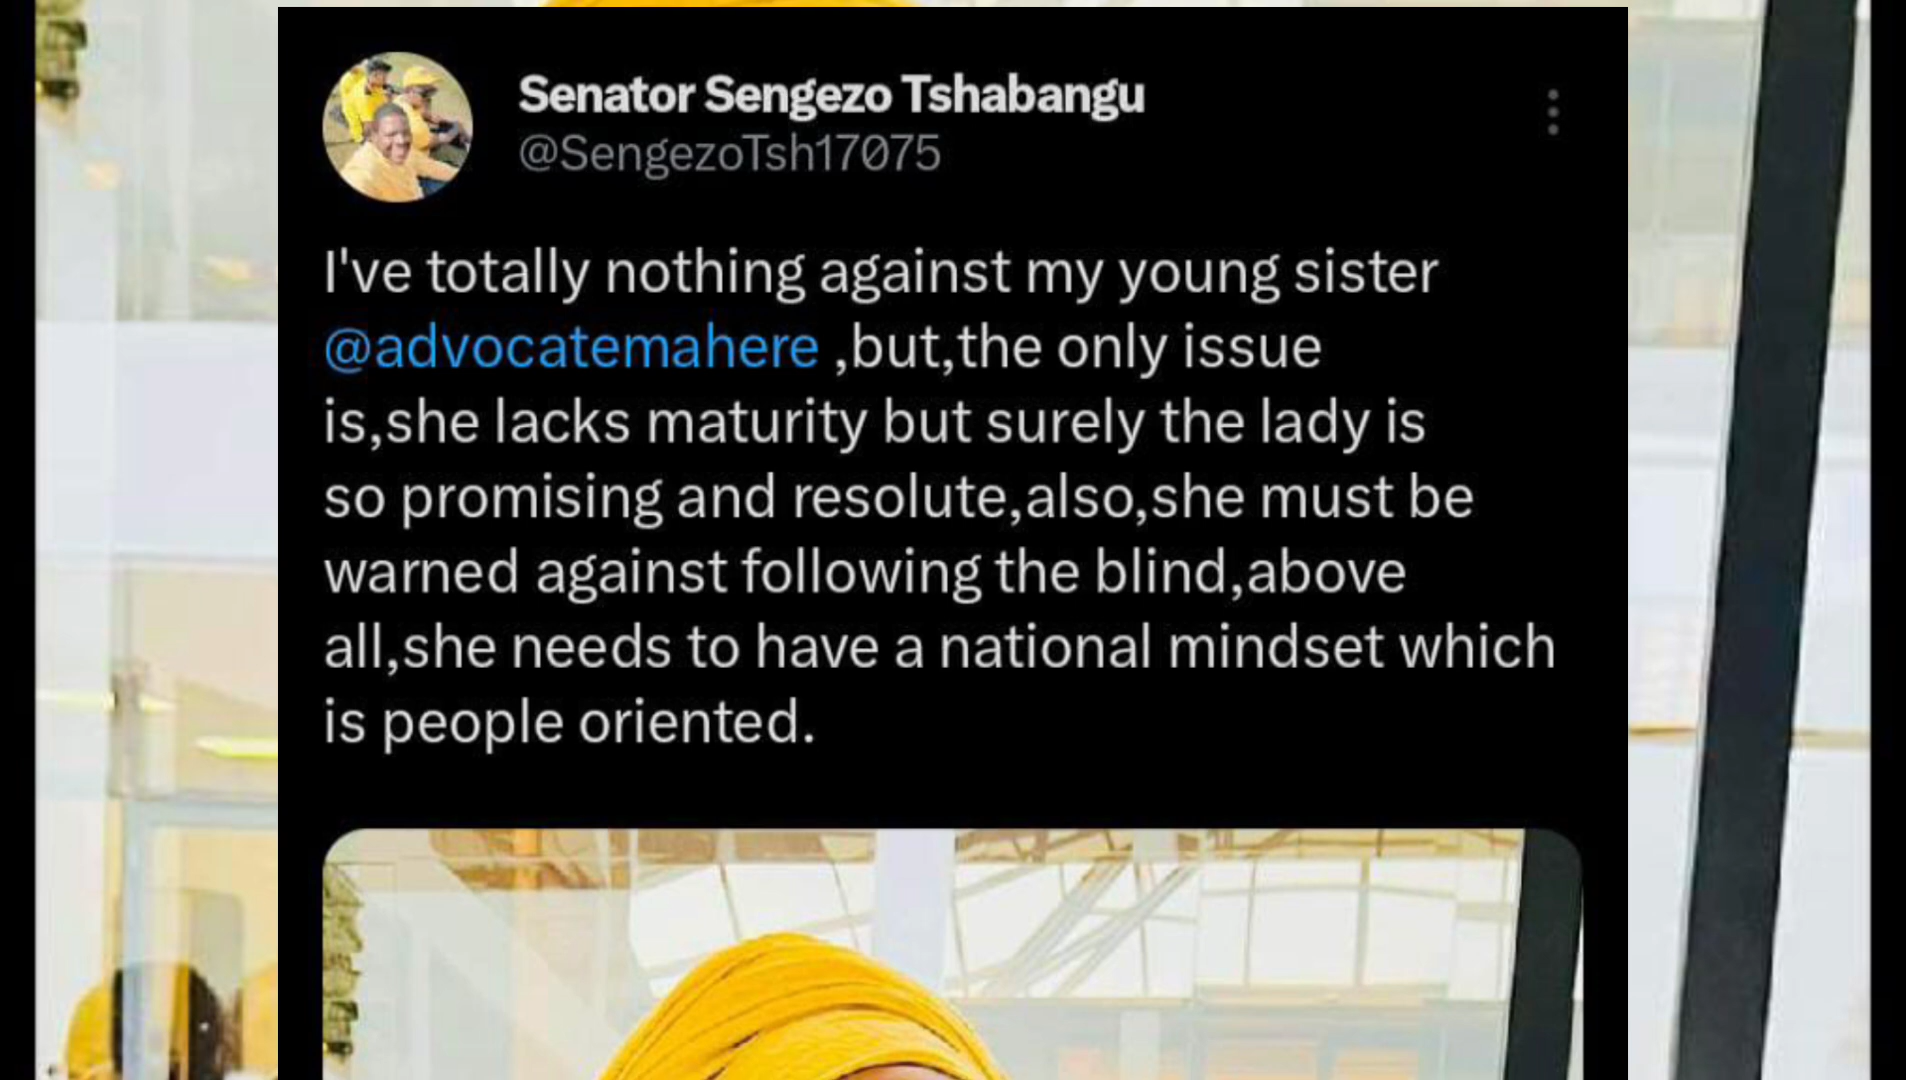 Senator Sengezo Tshabangu
@SengezoTsh17075
I've totally nothing against my young sister
@advocatemahere ,but,the only issue
is,she lacks maturity but surely the lady is
so promising and resolute,also,she must be
warned against following the blind,above
all,she needs to have a national mindset which
is people oriented.